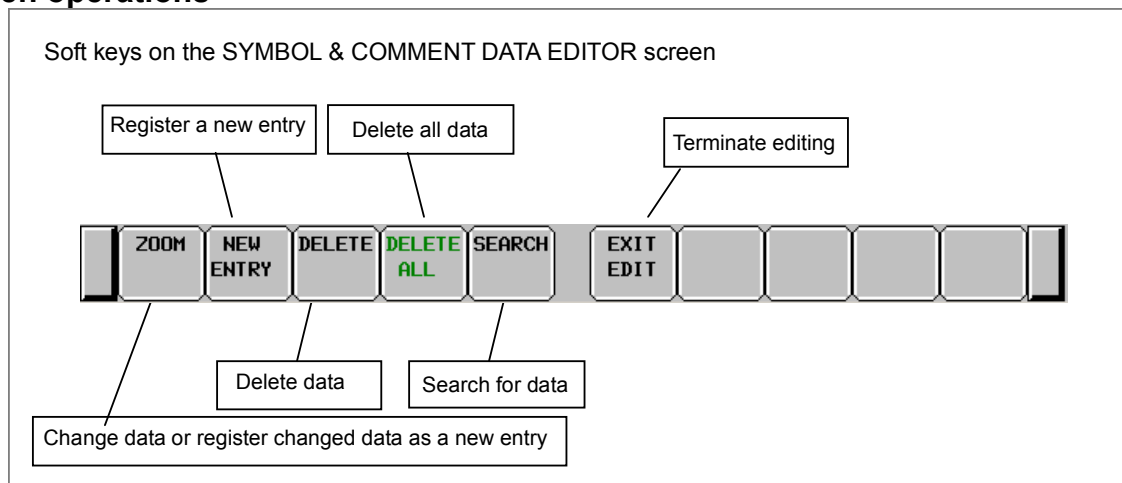 Soft keys on the SYMBOL & COMMENT DATA EDITOR screen
Register a new entry
Delete all data
Terminate editing
ZOOM
NEW
ENTRY
DELETE
DELETE
ALL
SEARCH
EXIT
EDIT
Delete data
Search for data
Change data or register changed data as a new entry